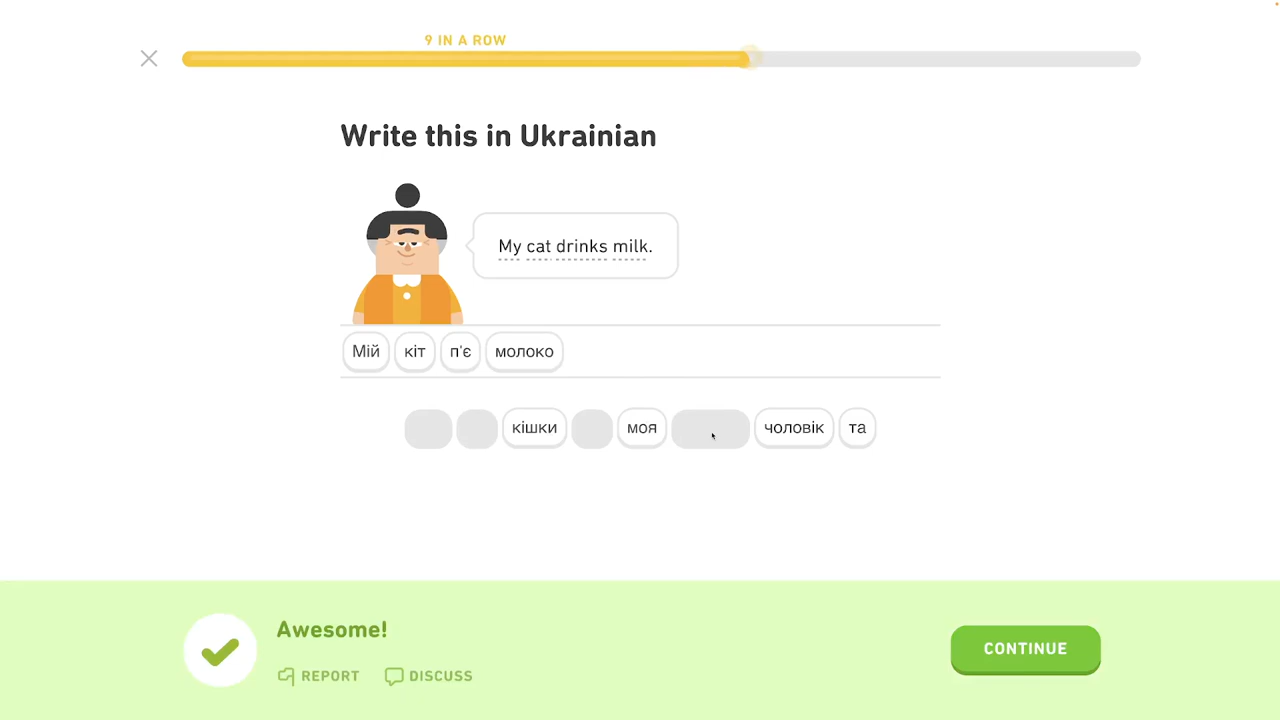 9 IN A ROW
Write this in Ukrainian
My cat drinks milk.
Мій кіт п'є молоко
кішки моя чоловік та
Awesome!
REPORT DISCUSS
CONTINUE